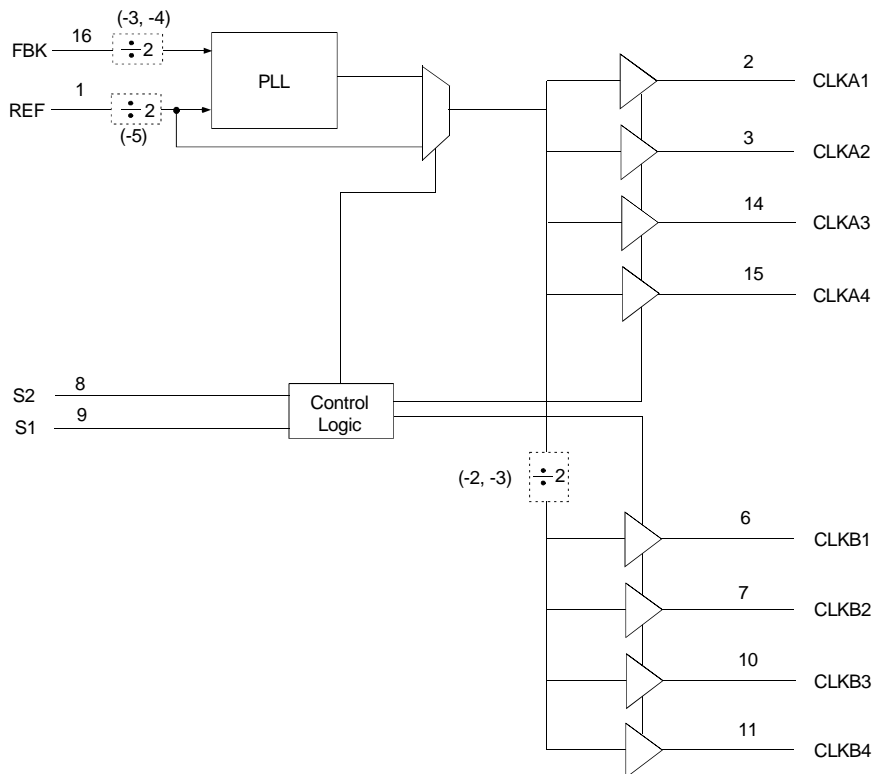 (-3, -4)
FBK 16 ÷ 2
PLL
REF 1 ÷ 2
(-5)
2 CLKA1
3 CLKA2
14 CLKA3
15 CLKA4
S2 8
S1 9
Control
Logic
(-2, -3) ÷ 2
6 CLKB1
7 CLKB2
10 CLKB3
11 CLKB4